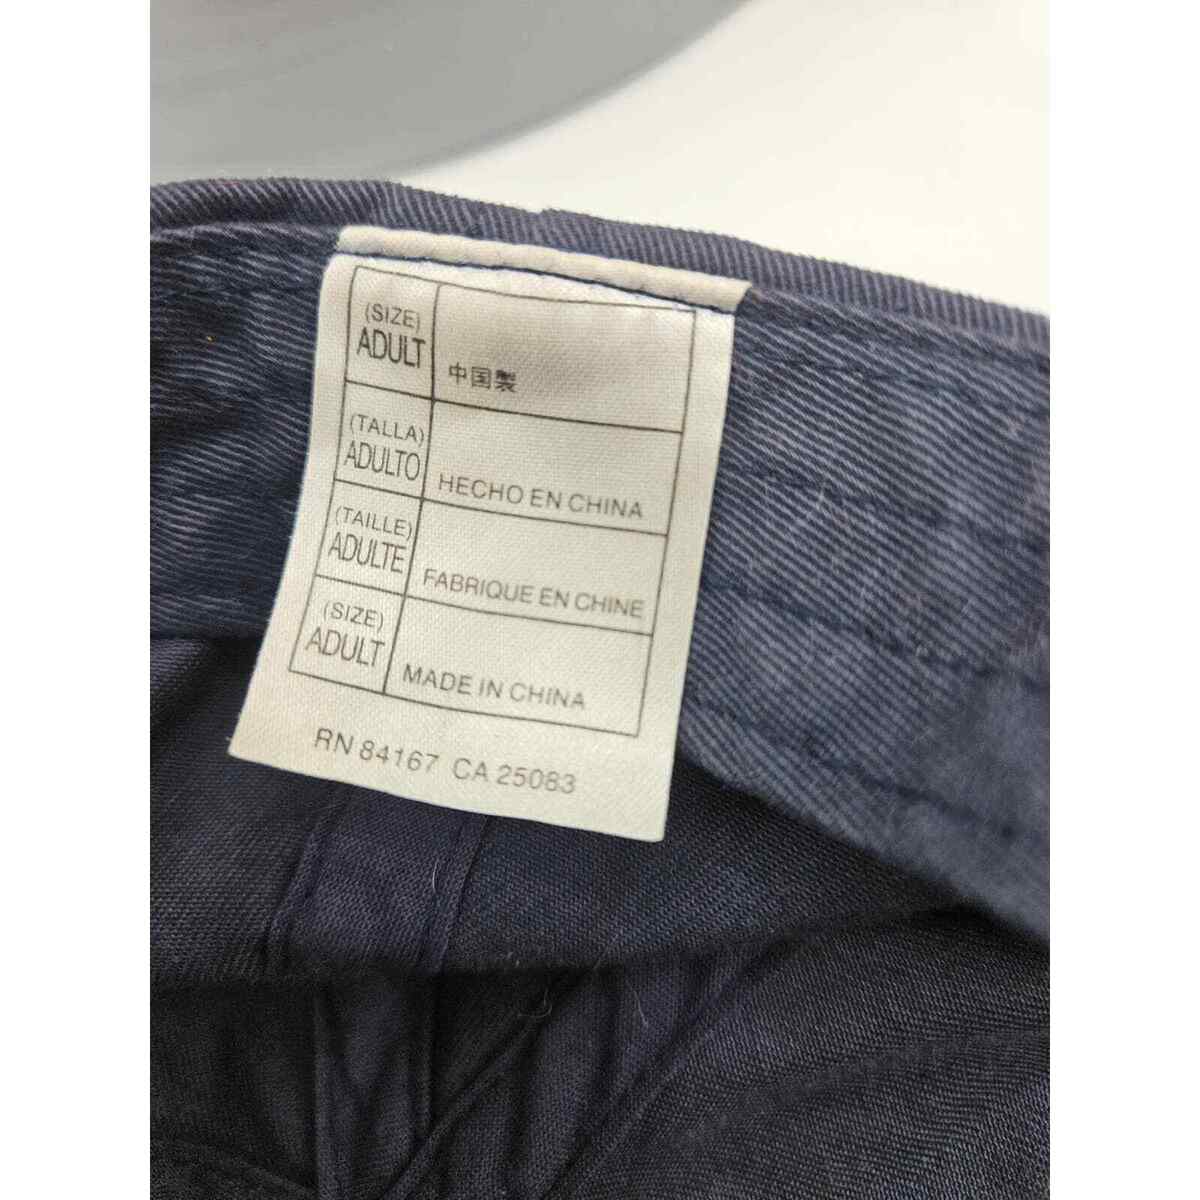 (SIZE)
ADULT
中国製
(TALLA)
ADULTO
HECHO EN CHINA
(TAILLE)
ADULTE
FABRIQUE EN CHINE
(SIZE)
ADULT
MADE IN CHINA
RN 84167 CA 25083